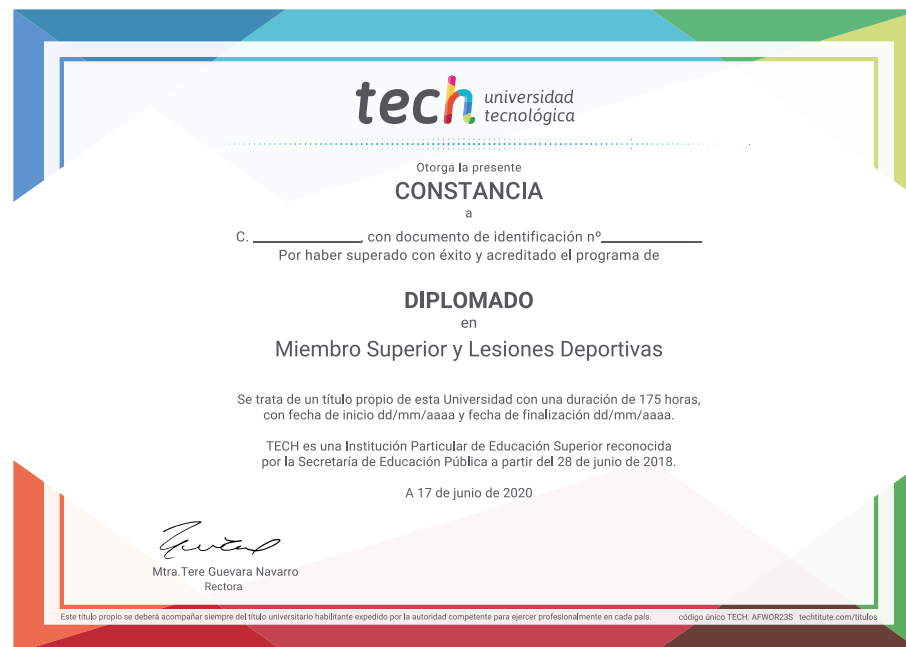 tech universidad
tecnológica
Otorga la presente
CONSTANCIA
a
C. ____________, con documento de identificación nº____________
Por haber superado con éxito y acreditado el programa de
DIPLOMADO
en
Miembro Superior y Lesiones Deportivas
Se trata de un título propio de esta Universidad con una duración de 175 horas,
con fecha de inicio dd/mm/aaaa y fecha de finalización dd/mm/aaaa.
TECH es una Institución Particular de Educación Superior reconocida
por la Secretaría de Educación Pública a partir del 28 de junio de 2018.
A 17 de junio de 2020
Mtra.Tere Guevara Navarro
Rectora
Este título propio se deberá acompañar siempre del título universitario habilitante expedido por la autoridad competente para ejercer profesionalmente en cada país. código único TECH: AFWOR23S techtitute.com/titulos